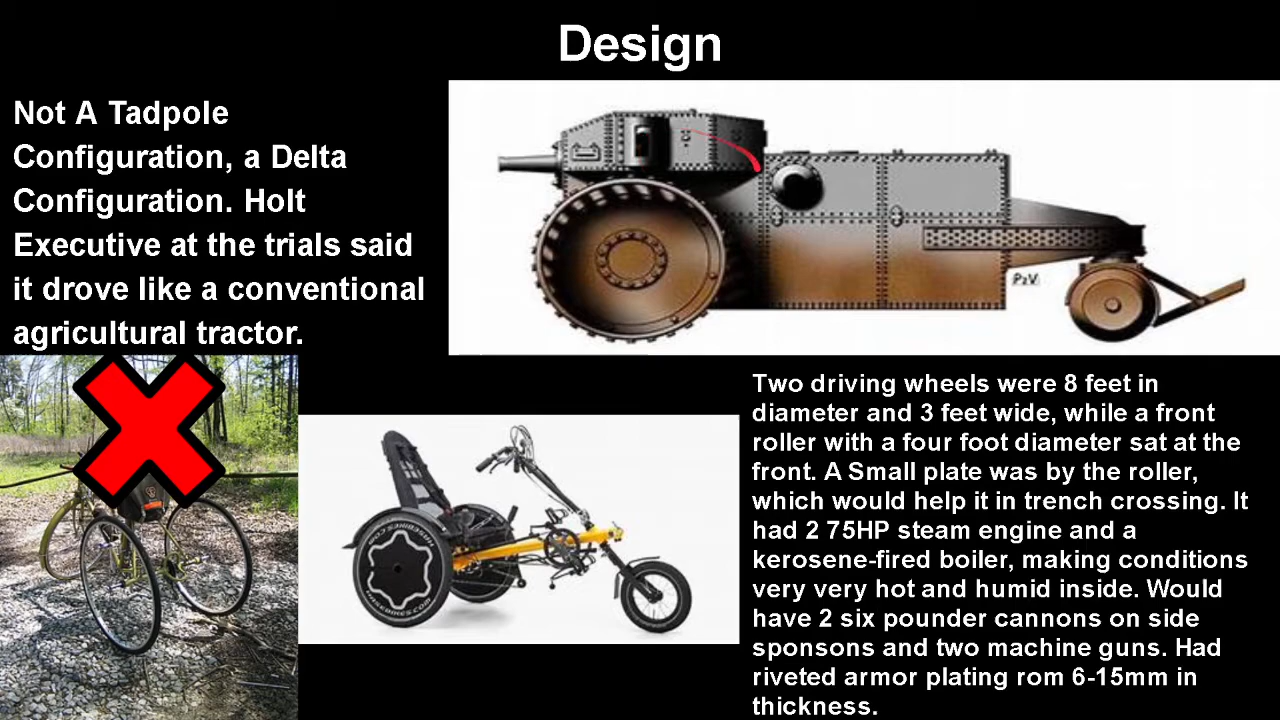 Design
Not A Tadpole
Configuration, a Delta
Configuration. Holt
Executive at the trials said
it drove like a conventional
agricultural tractor.
PzV
HASEBIKES.COM
HASEBIKES.COM
Two driving wheels were 8 feet in
diameter and 3 feet wide, while a front
roller with a four foot diameter sat at the
front. A Small plate was by the roller,
which would help it in trench crossing. It
had 2 75HP steam engine and a
kerosene-fired boiler, making conditions
very very hot and humid inside. Would
have 2 six pounder cannons on side
sponsons and two machine guns. Had
riveted armor plating rom 6-15mm in
thickness.